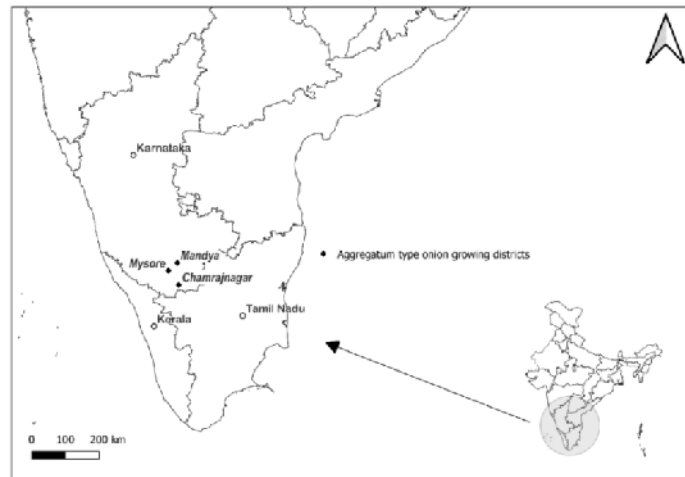 Karnataka
Mandya
Mysore
Chamrajnagar
Aggregatum type onion growing districts
Tamil Nadu
Kerala
0 100 200 km